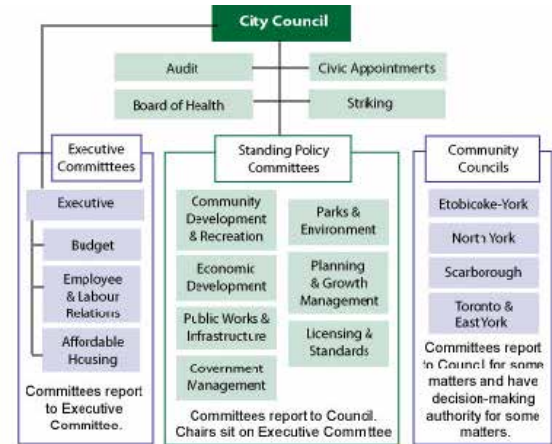 City Council
Audit
Civic Appointments
Board of Health
Striking
Executive
Committtees
Executive
Budget
Employee
& Labour
Relations
Affordable
Housing
Committees report
to Executive
Committee.
Standing Policy
Committees
Community
Development
& Recreation
Parks &
Environment
Economic
Development
Planning
& Growth
Management
Public Works &
Infrastructure
Licensing &
Standards
Government
Management
Committees report to Council.
Chairs sit on Executive Committee
Community
Councils
Etobicoke-York
North York
Scarborough
Toronto &
East York
Committees report
to Council for some
matters and have
decision-making
authority for some
matters.